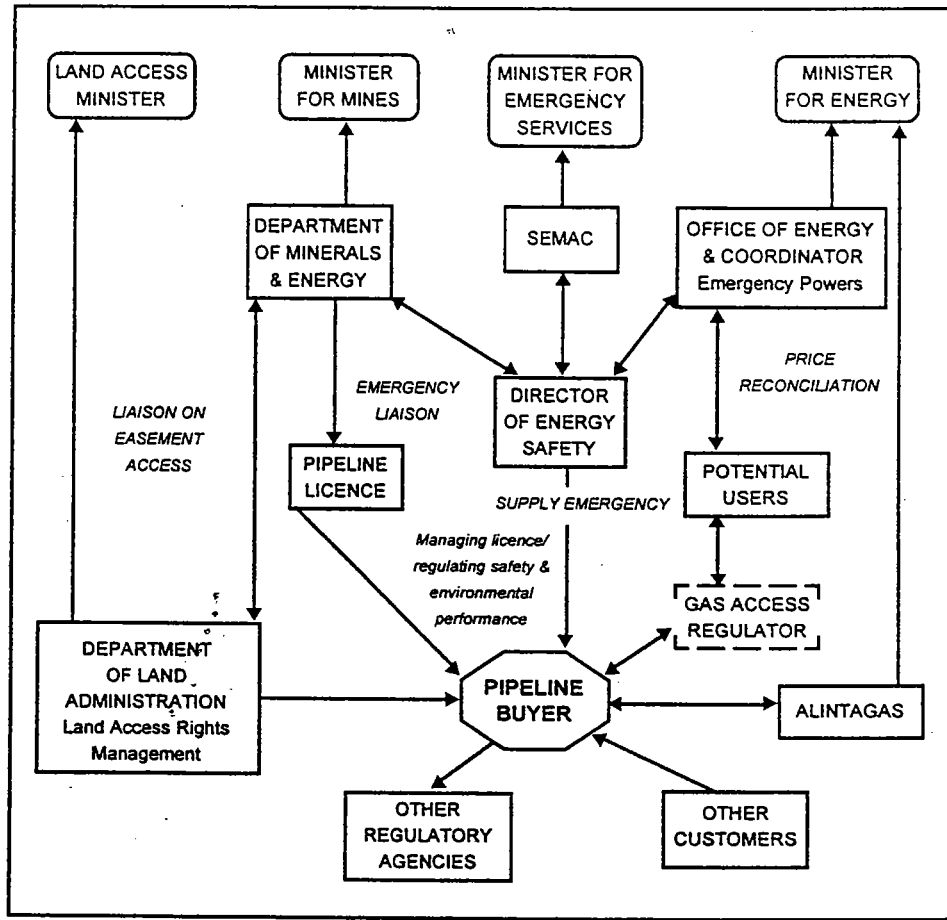 LAND ACCESS
MINISTER
MINISTER
FOR MINES
MINISTER FOR
EMERGENCY
SERVICES
MINISTER
FOR ENERGY
DEPARTMENT
OF MINERALS
& ENERGY
SEMAC
OFFICE OF ENERGY
& COORDINATOR
Emergency Powers
LIAISON ON
EASEMENT
ACCESS
EMERGENCY
LIAISON
DIRECTOR
OF ENERGY
SAFETY
PRICE
RECONCILIATION
PIPELINE
LICENCE
SUPPLY EMERGENCY
POTENTIAL
USERS
Managing licence/
regulating safety &
environmental
performance
GAS ACCESS
REGULATOR
DEPARTMENT
OF LAND
ADMINISTRATION
Land Access Rights
Management
PIPELINE
BUYER
ALINTAGAS
OTHER
REGULATORY
AGENCIES
OTHER
CUSTOMERS